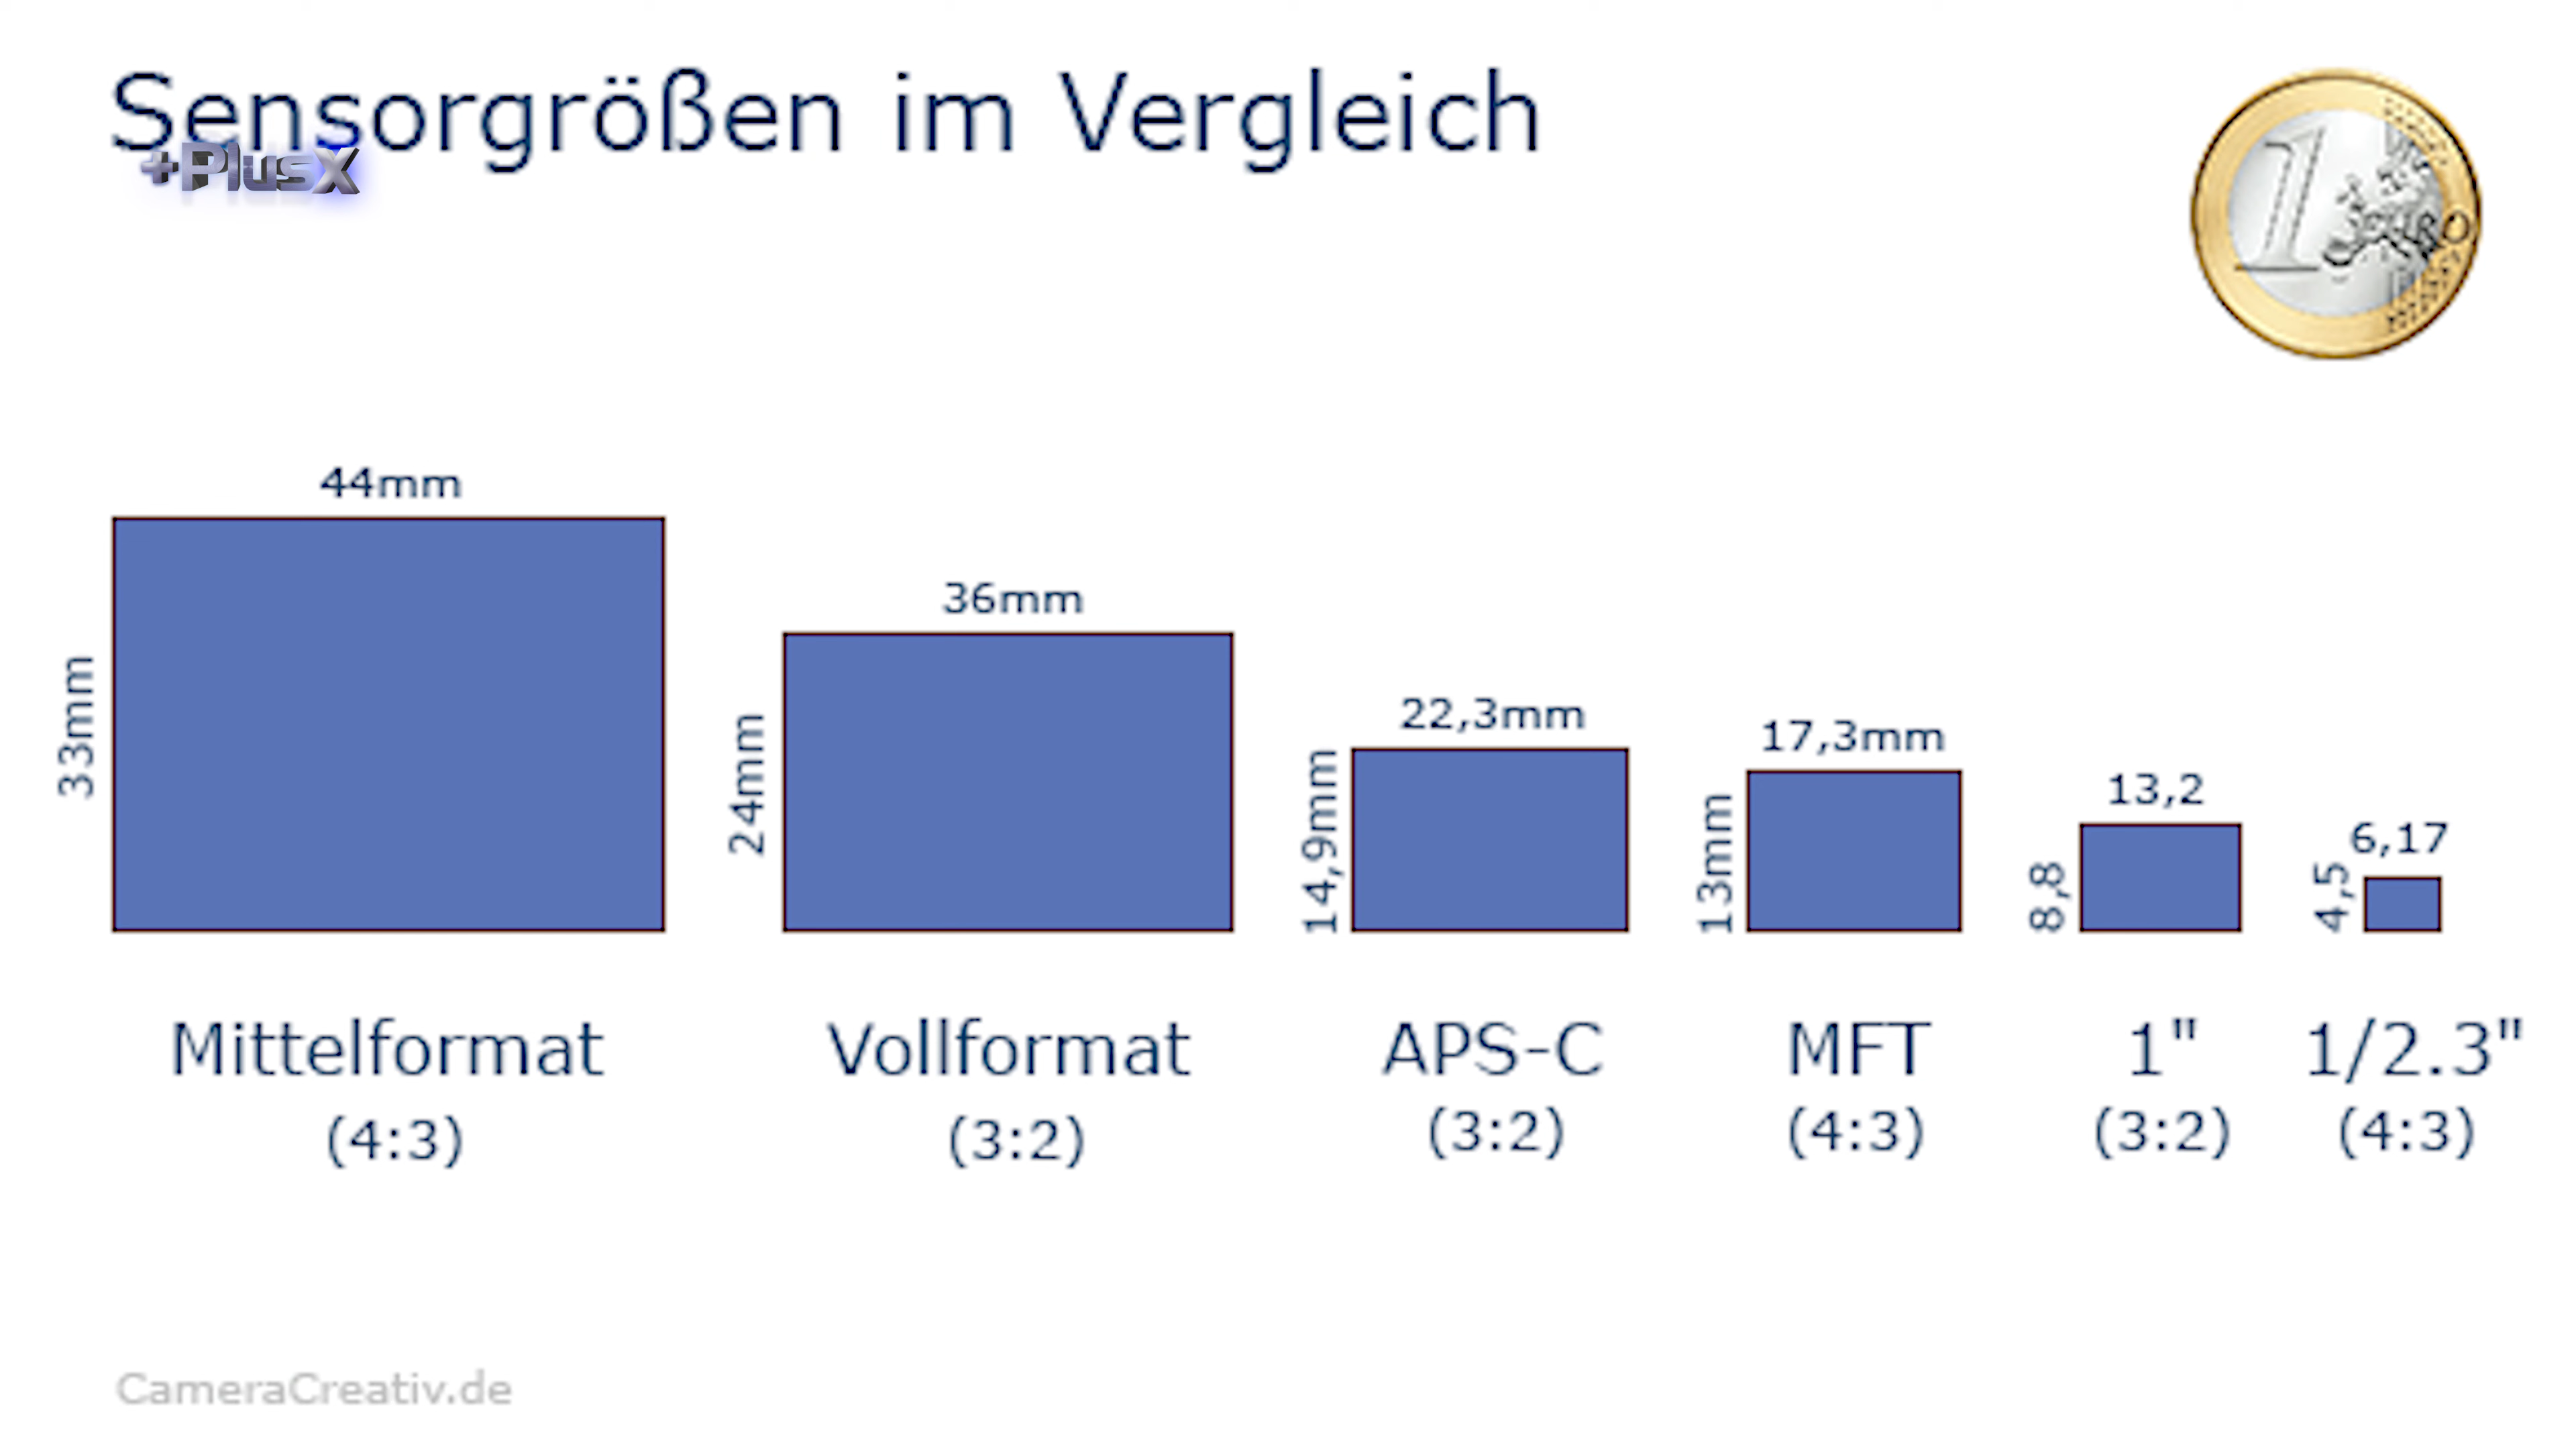 Sensorgrößen im Vergleich
+PlusX
1 EURO
44mm
33mm
36mm
24mm
22,3mm
14,9mm
17,3mm
13mm
13,2
8,8
6,17
4,5
Mittelformat
(4:3)
Vollformat
(3:2)
APS-C
(3:2)
MFT
(4:3)
1"
(3:2)
1/2.3"
(4:3)
CameraCreativ.de